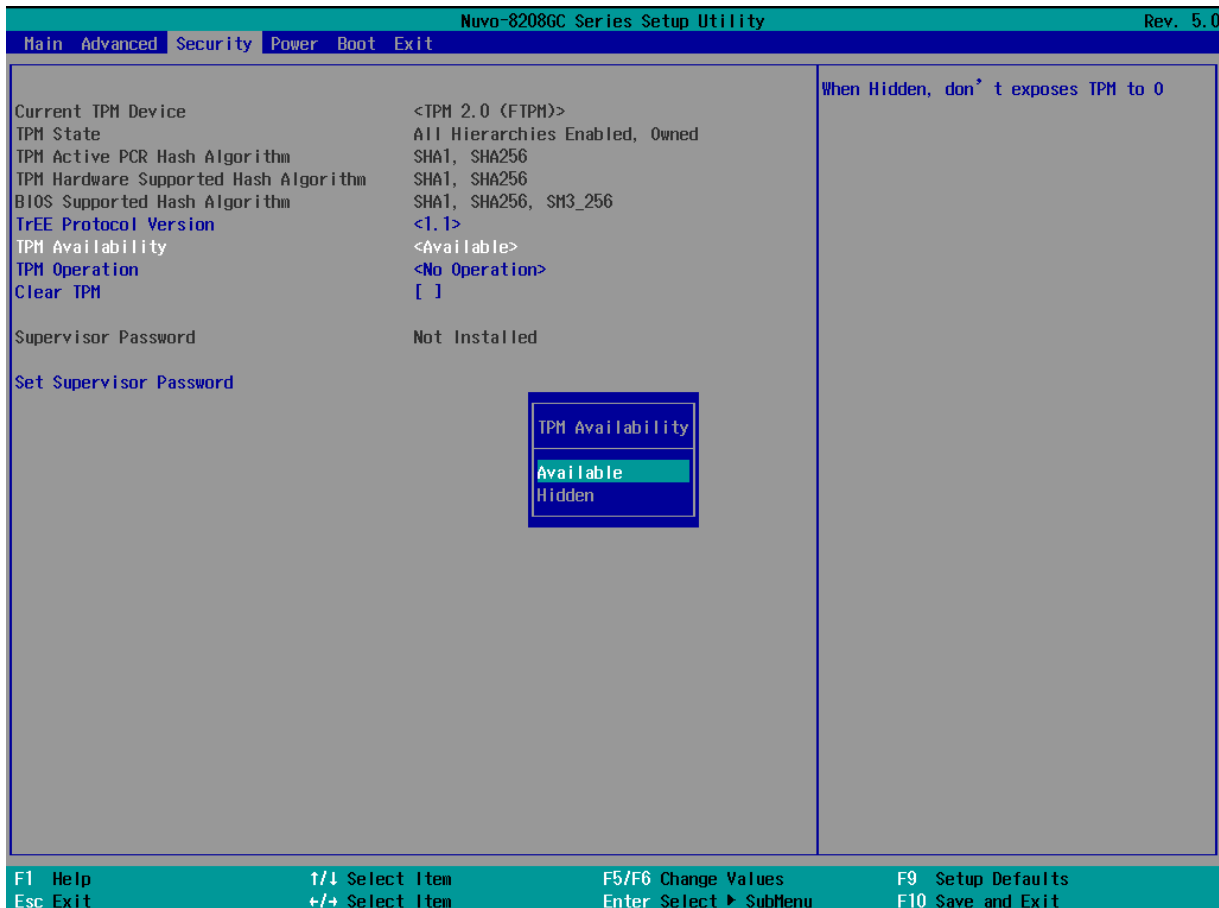 Nuvo-8208GC Series Setup Utility Rev. 5.0
Main Advanced Security Power Boot Exit
When Hidden, don't exposes TPM to 0
Current TPM Device <TPM 2.0 (FTPM)>
TPM State All Hierarchies Enabled, Owned
TPM Active PCR Hash Algorithm SHA1, SHA256
TPM Hardware Supported Hash Algorithm SHA1, SHA256
BIOS Supported Hash Algorithm SHA1, SHA256, SM3_256
TrEE Protocol Version <1.1>
TPM Availability <Available>
TPM Operation <No Operation>
Clear TPM [ ]
Supervisor Password Not Installed
Set Supervisor Password
TPM Availability
Available
Hidden
F1 Help ↑/↓ Select Item F5/F6 Change Values F9 Setup Defaults
Esc Exit ←/→ Select Item Enter Select ▶ SubMenu F10 Save and Exit